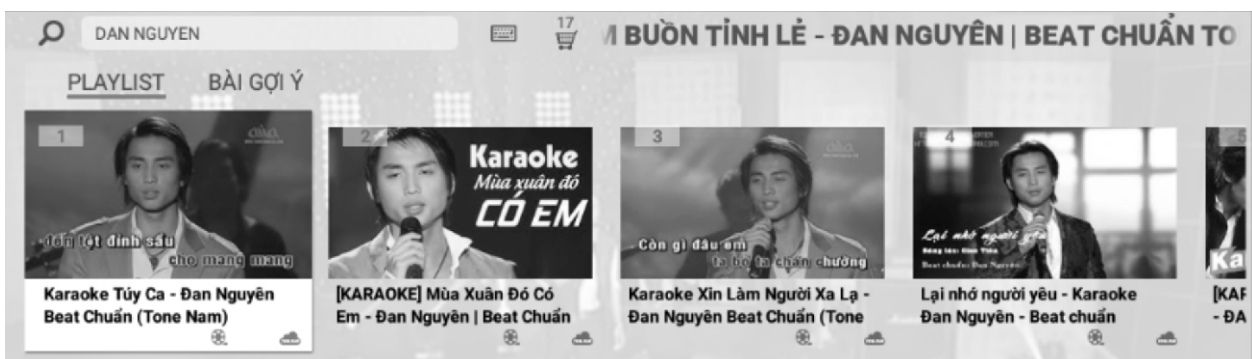 DAN NGUYEN
17
M BUỒN TỈNH LẺ - ĐAN NGUYÊN | BEAT CHUẨN TO
PLAYLIST BÀI GỢI Ý
1
đỉnh sầu
cho mang mang
Karaoke Túy Ca - Đan Nguyên
Beat Chuẩn (Tone Nam)
2
Karaoke
Mùa xuân đó
CÓ EM
[KARAOKE] Mùa Xuân Đó Có
Em - Đan Nguyên | Beat Chuẩn
3
Còn gì đâu em
ta bỏ ta chán chường
Karaoke Xin Làm Người Xa Lạ -
Đan Nguyên Beat Chuẩn (Tone
4
Lại nhớ người yêu
Lại nhớ người yêu - Karaoke
Đan Nguyên - Beat chuẩn
5
Ka
[KAR
- ĐA